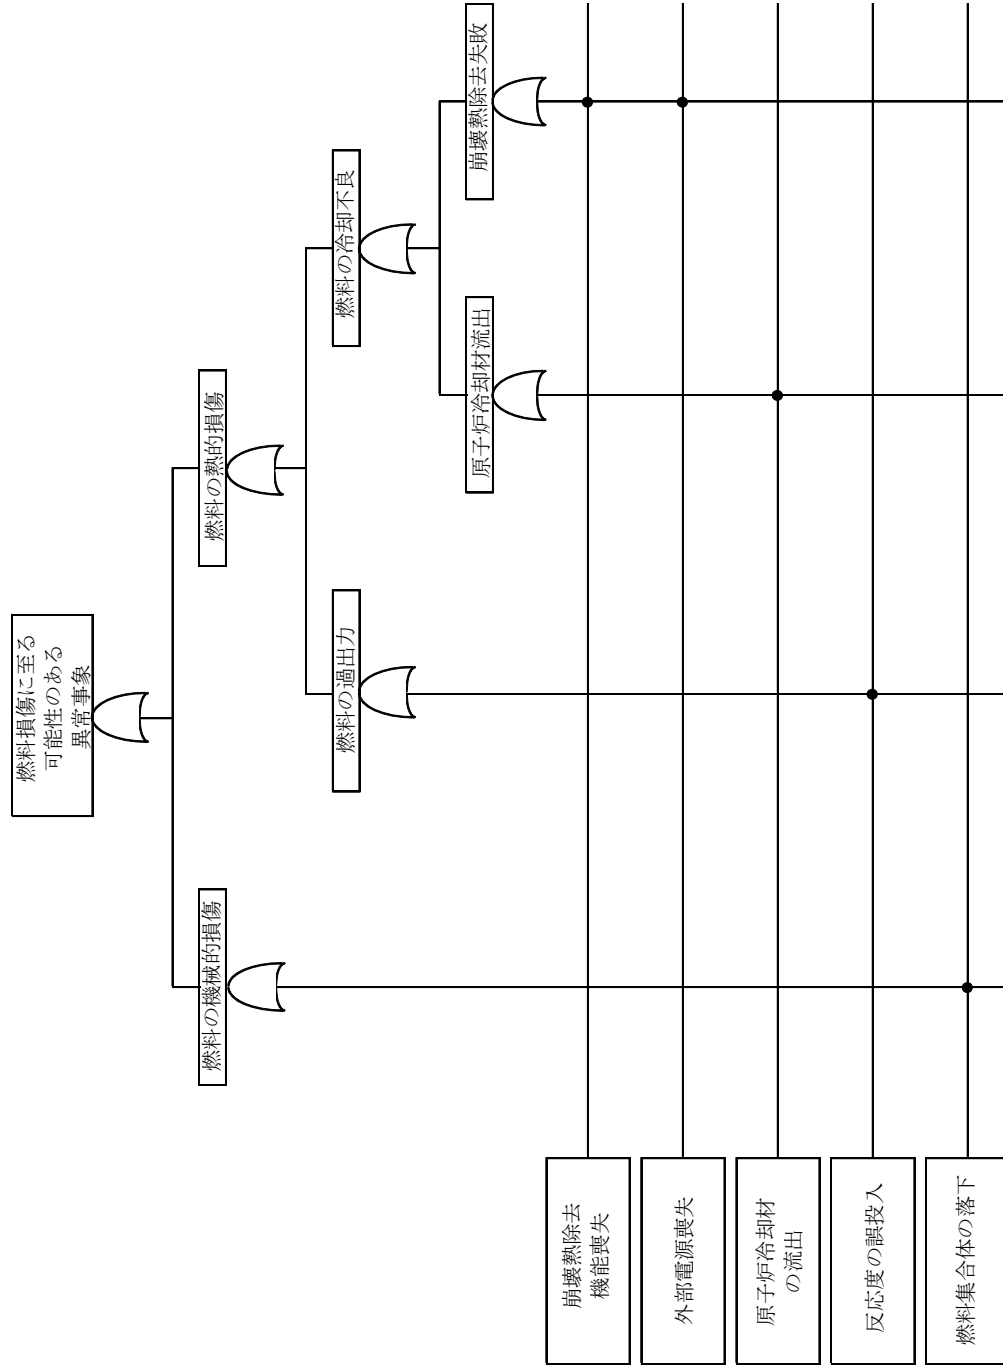 燃料損傷に至る
可能性のある
異常事象
燃料の機械的損傷
燃料の熱的損傷
燃料の過出力
燃料の冷却不良
原子炉冷却材流出
崩壊熱除去失敗
崩壊熱除去
機能喪失
外部電源喪失
原子炉冷却材
の流出
反応度の誤投入
燃料集合体の落下